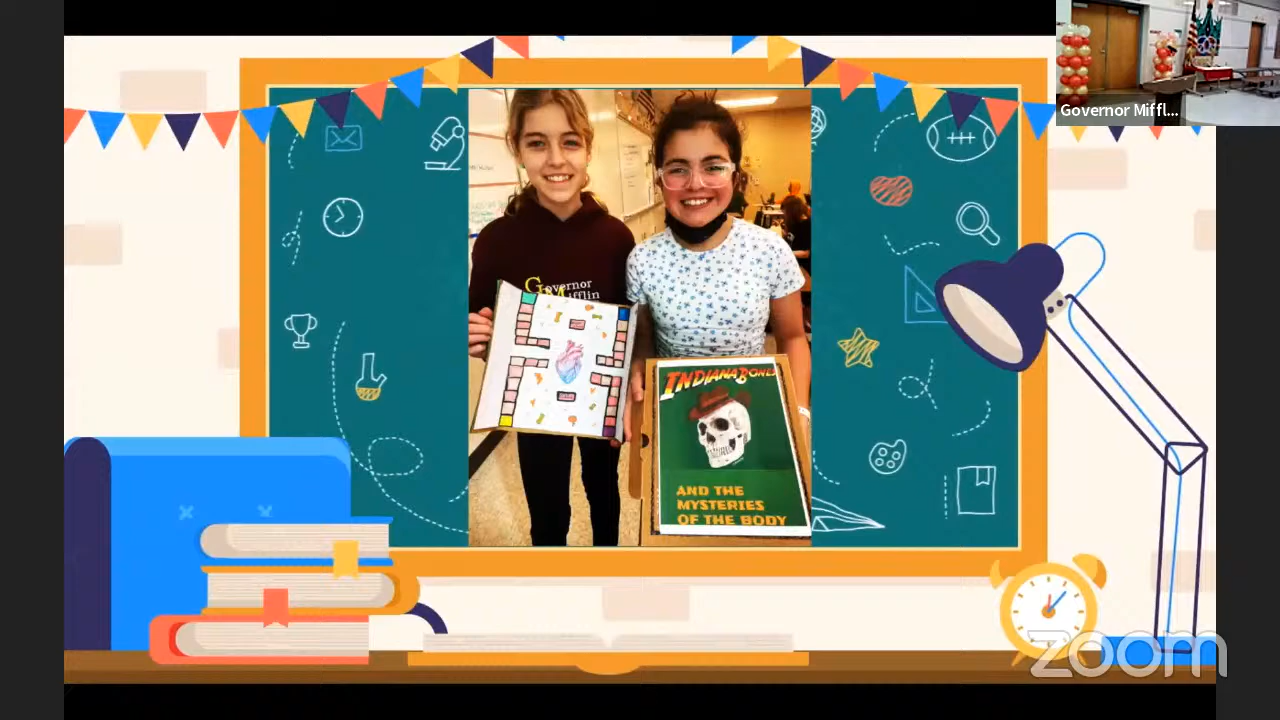 Governor Miffl...
Governor
Mifflin
INDIANA BONES
AND THE
MYSTERIES
OF THE BODY
zoom